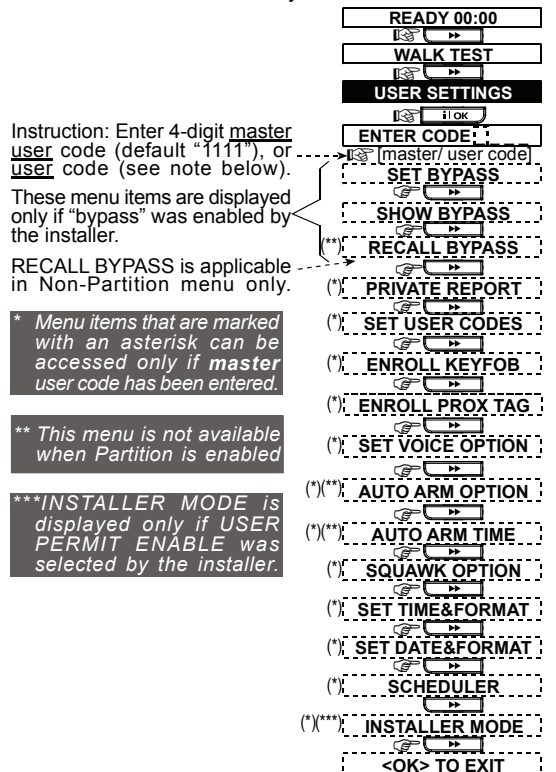 READY 00:00
WALK TEST
USER SETTINGS
i|OK
ENTER CODE
[master/ user code]
Instruction: Enter 4-digit master
user code (default "1111"), or
user code (see note below).
SET BYPASS
These menu items are displayed
only if "bypass" was enabled by
the installer.
SHOW BYPASS
(**) RECALL BYPASS
RECALL BYPASS is applicable
in Non-Partition menu only.
(*) PRIVATE REPORT
(*) SET USER CODES
* Menu items that are marked
with an asterisk can be
accessed only if master
user code has been entered.
(*) ENROLL KEYFOB
(*) ENROLL PROX TAG
** This menu is not available
when Partition is enabled
(*) SET VOICE OPTION
(*)(**) AUTO ARM OPTION
***INSTALLER MODE is
displayed only if USER
PERMIT ENABLE was
selected by the installer.
(*)(**) AUTO ARM TIME
(*) SQUAWK OPTION
(*) SET TIME&FORMAT
(*) SET DATE&FORMAT
(*) SCHEDULER
(*)(***) INSTALLER MODE
<OK> TO EXIT